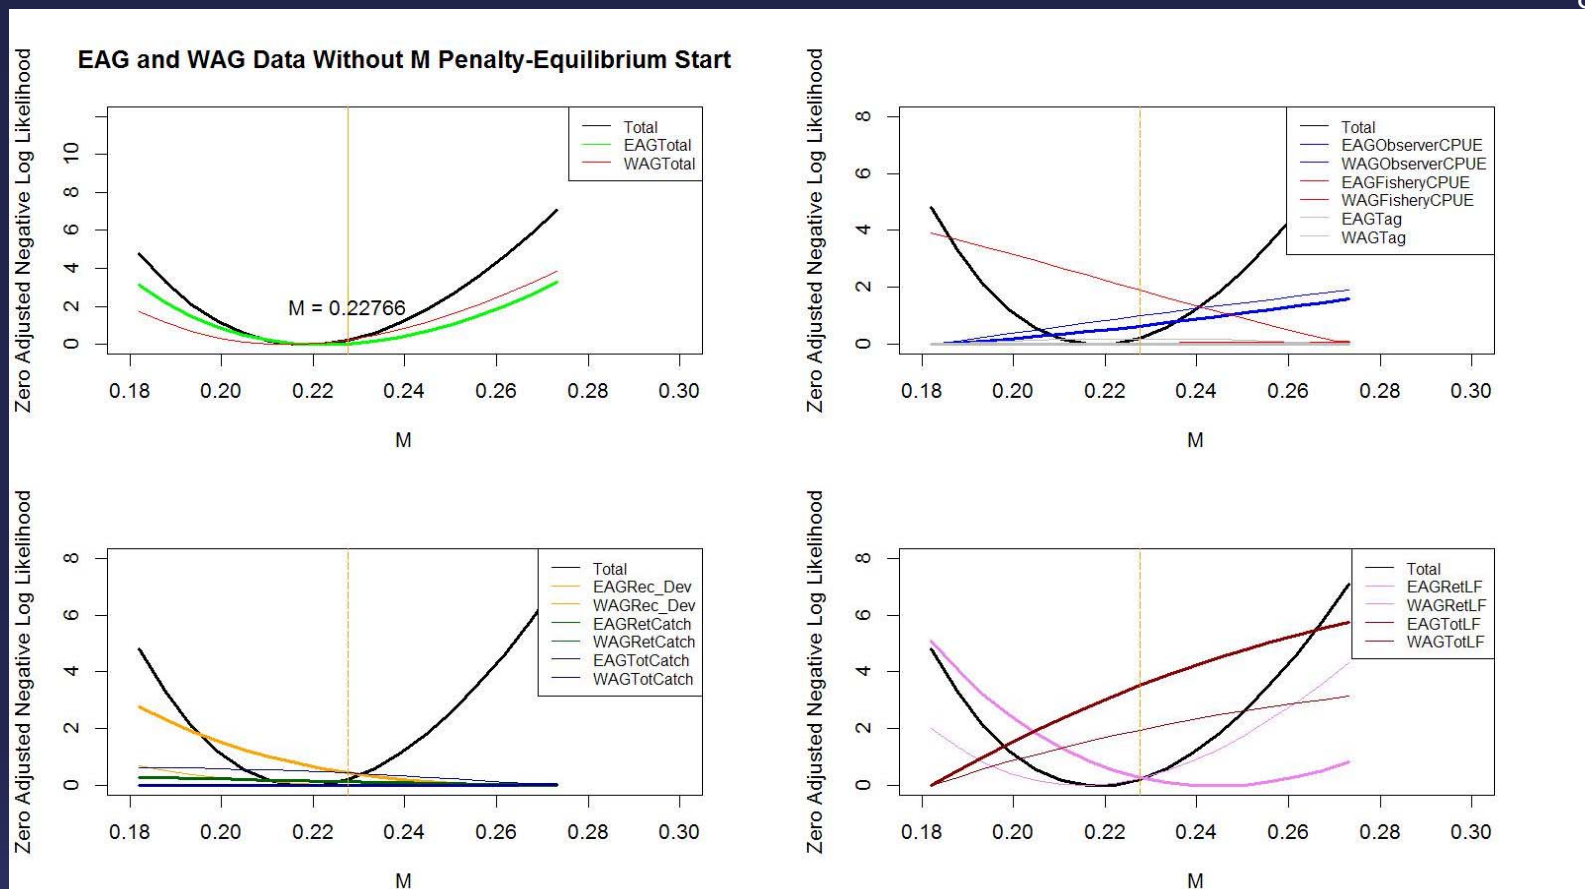 EAG and WAG Data Without M Penalty-Equilibrium Start
Zero Adjusted Negative Log Likelihood
0 2 4 6 8 10
Total
EAGTotal
WAGTotal
M = 0.22766
0.18 0.20 0.22 0.24 0.26 0.28 0.30
M
Zero Adjusted Negative Log Likelihood
0 2 4 6 8
Total
EAGObserverCPUE
WAGObserverCPUE
EAGFisheryCPUE
WAGFisheryCPUE
EAGTag
WAGTag
0.18 0.20 0.22 0.24 0.26 0.28 0.30
M
Zero Adjusted Negative Log Likelihood
0 2 4 6 8
Total
EAGRec_Dev
WAGRec_Dev
EAGRetCatch
WAGRetCatch
EAGTotCatch
WAGTotCatch
0.18 0.20 0.22 0.24 0.26 0.28 0.30
M
Zero Adjusted Negative Log Likelihood
0 2 4 6 8
Total
EAGRetLF
WAGRetLF
EAGTotLF
WAGTotLF
0.18 0.20 0.22 0.24 0.26 0.28 0.30
M